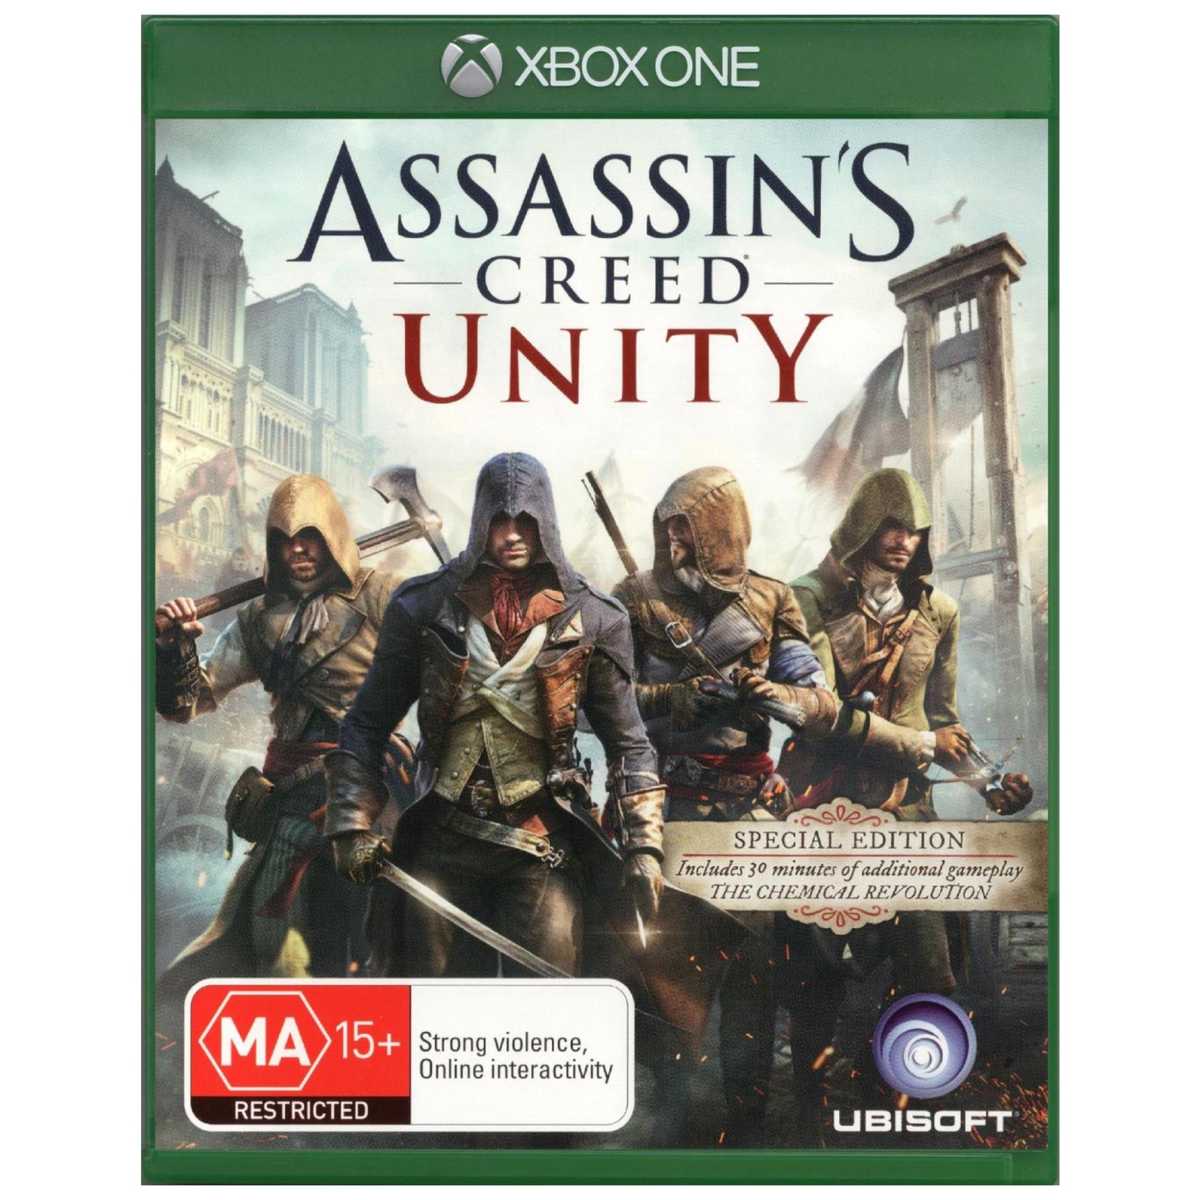 XBOX ONE
ASSASSIN'S
CREED
UNITY
SPECIAL EDITION
Includes 30 minutes of additional gameplay
THE CHEMICAL REVOLUTION
MA 15+
RESTRICTED
Strong violence,
Online interactivity
UBISOFT